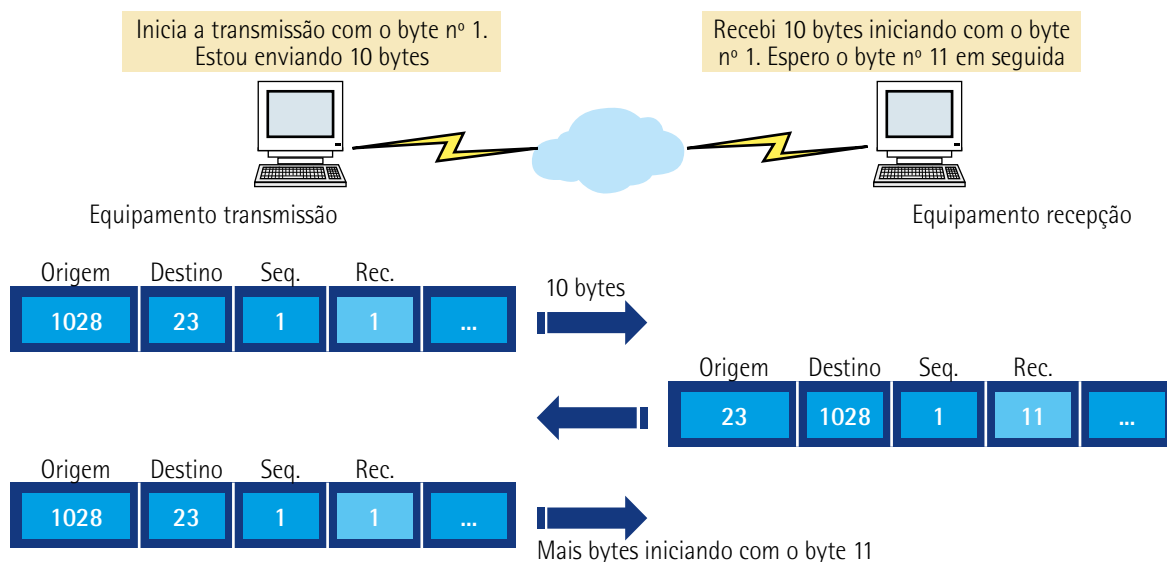 Inicia a transmissão com o byte nº 1.
Estou enviando 10 bytes
Recebi 10 bytes iniciando com o byte
nº 1. Espero o byte nº 11 em seguida
Equipamento transmissão
Equipamento recepção
Origem Destino Seq. Rec.
1028 23 1 1 ...
10 bytes
Origem Destino Seq. Rec.
23 1028 1 11 ...
Origem Destino Seq. Rec.
1028 23 1 1 ...
Mais bytes iniciando com o byte 11